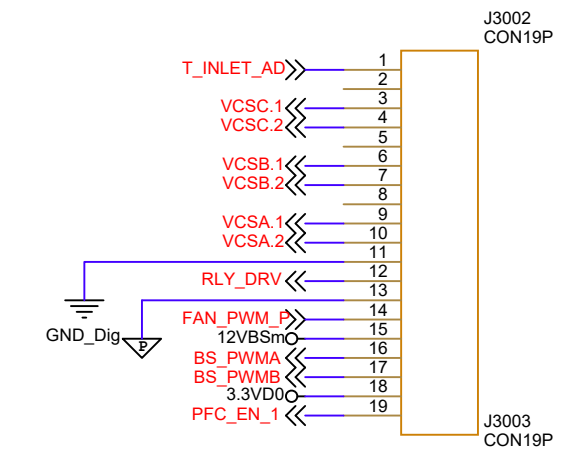 J3002
CON19P
T_INLET_AD 1
2
VCSC.1 3
VCSC.2 4
5
VCSB.1 6
VCSB.2 7
8
VCSA.1 9
VCSA.2 10
11
RLY_DRV 12
13
FAN_PWM_P 14
GND_Dig P 12VBSm 15
BS_PWMA 16
BS_PWMB 17
3.3VD0 18
PFC_EN_1 19
J3003
CON19P